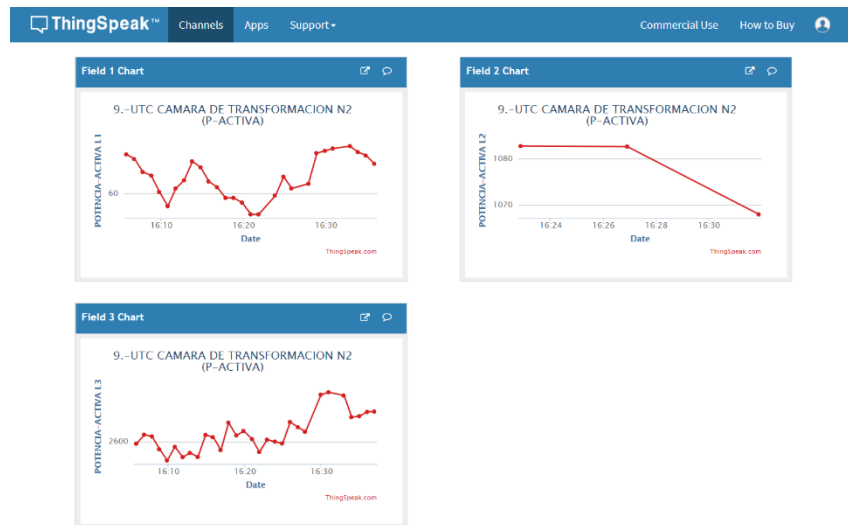 ThingSpeak™ Channels Apps Support Commercial Use How to Buy
Field 1 Chart
9.-UTC CAMARA DE TRANSFORMACION N2
(P-ACTIVA)
POTENCIA-ACTIVA L1
60
16:10 16:20 16:30
Date
ThingSpeak.com
Field 2 Chart
9.-UTC CAMARA DE TRANSFORMACION N2
(P-ACTIVA)
POTENCIA-ACTIVA L2
1080
1070
16:24 16:26 16:28 16:30
Date
ThingSpeak.com
Field 3 Chart
9.-UTC CAMARA DE TRANSFORMACION N2
(P-ACTIVA)
POTENCIA-ACTIVA L3
2600
16:10 16:20 16:30
Date
ThingSpeak.com